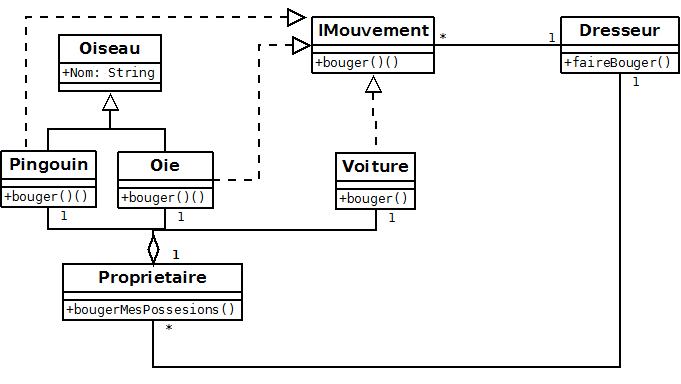 IMouvement
+bouger()()
*
1
Dresseur
+faireBouger()
1
Oiseau
+Nom: String
Pingouin
+bouger()()
1
Oie
+bouger()()
1
Voiture
+bouger()
1
1
Proprietaire
+bougerMesPossesions()
*